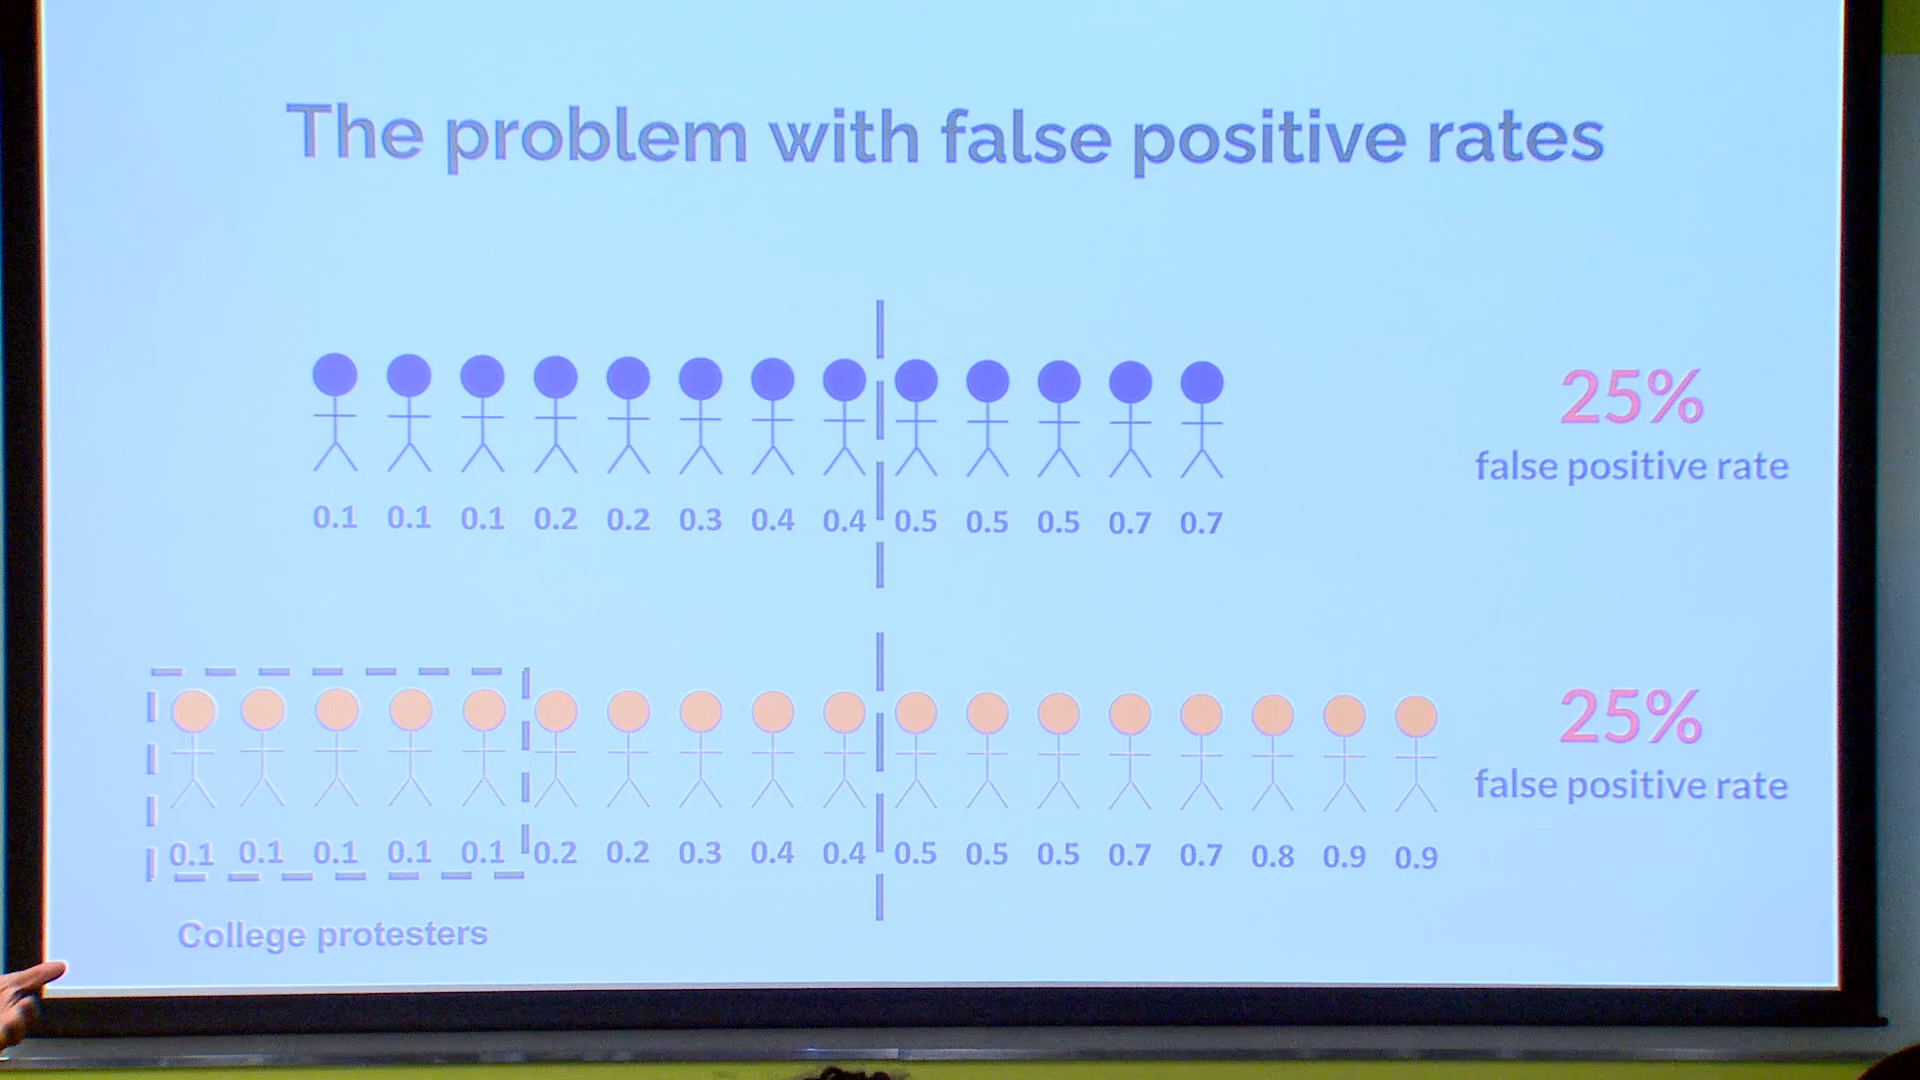 The problem with false positive rates
25%
false positive rate
0.1 0.1 0.1 0.2 0.2 0.3 0.4 0.4 0.5 0.5 0.5 0.7 0.7
25%
false positive rate
0.1 0.1 0.1 0.1 0.1 0.2 0.2 0.3 0.4 0.4 0.5 0.5 0.5 0.7 0.7 0.8 0.9 0.9
College protesters